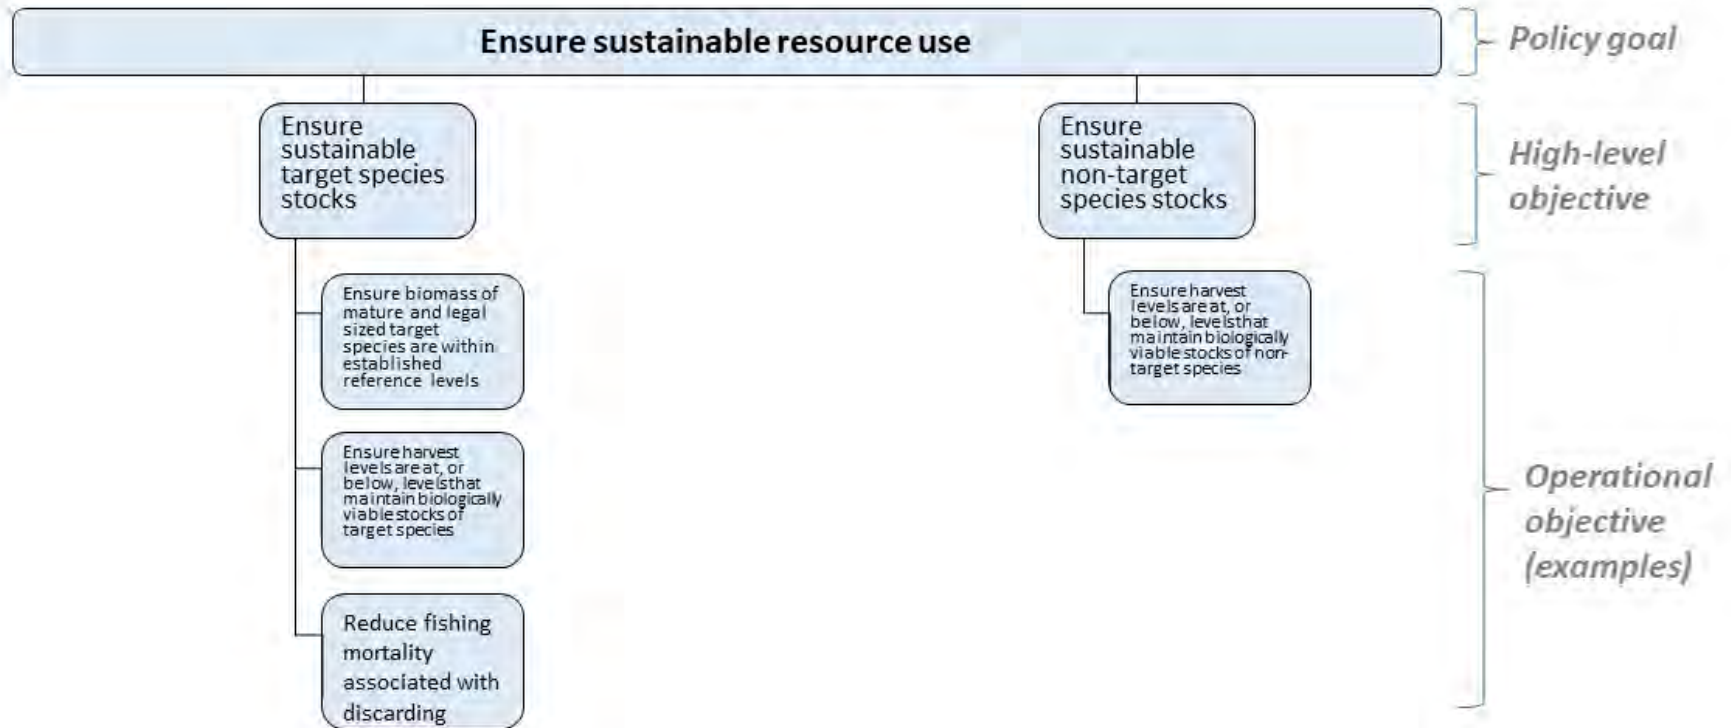 Ensure sustainable resource use
Policy goal
Ensure
sustainable
target species
stocks
Ensure
sustainable
non-target
species stocks
High-level
objective
Ensure biomass of
mature and legal
sized target
species are within
established
reference levels
Ensure harvest
levels are at, or
below, levels that
maintain biologically
viable stocks of
target species
Reduce fishing
mortality
associated with
discarding
Ensure harvest
levels are at, or
below, levels that
maintain biologically
viable stocks of non-
target species
Operational
objective
(examples)